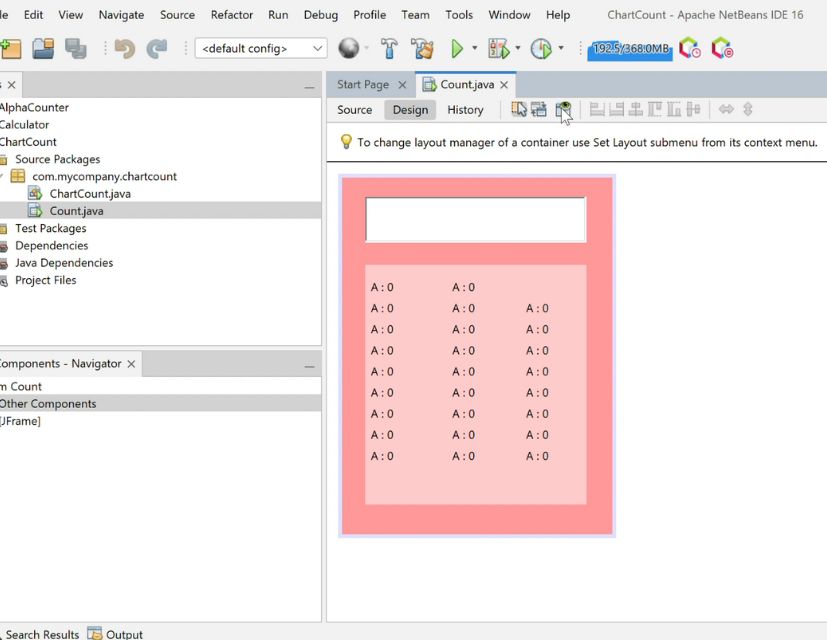 le Edit View Navigate Source Refactor Run Debug Profile Team Tools Window Help ChartCount - Apache NetBeans IDE 16
<default config> 192.5/368.0MB
s Start Page Count.java
AlphaCounter
Calculator
ChartCount
Source Packages
com.mycompany.chartcount
ChartCount.java
Count.java
Test Packages
Dependencies
Java Dependencies
Project Files
Source Design History
To change layout manager of a container use Set Layout submenu from its context menu.
A : 0 A : 0
A : 0 A : 0 A : 0
A : 0 A : 0 A : 0
A : 0 A : 0 A : 0
A : 0 A : 0 A : 0
A : 0 A : 0 A : 0
A : 0 A : 0 A : 0
A : 0 A : 0 A : 0
A : 0 A : 0 A : 0
Components - Navigator
m Count
Other Components
[JFrame]
Search Results Output